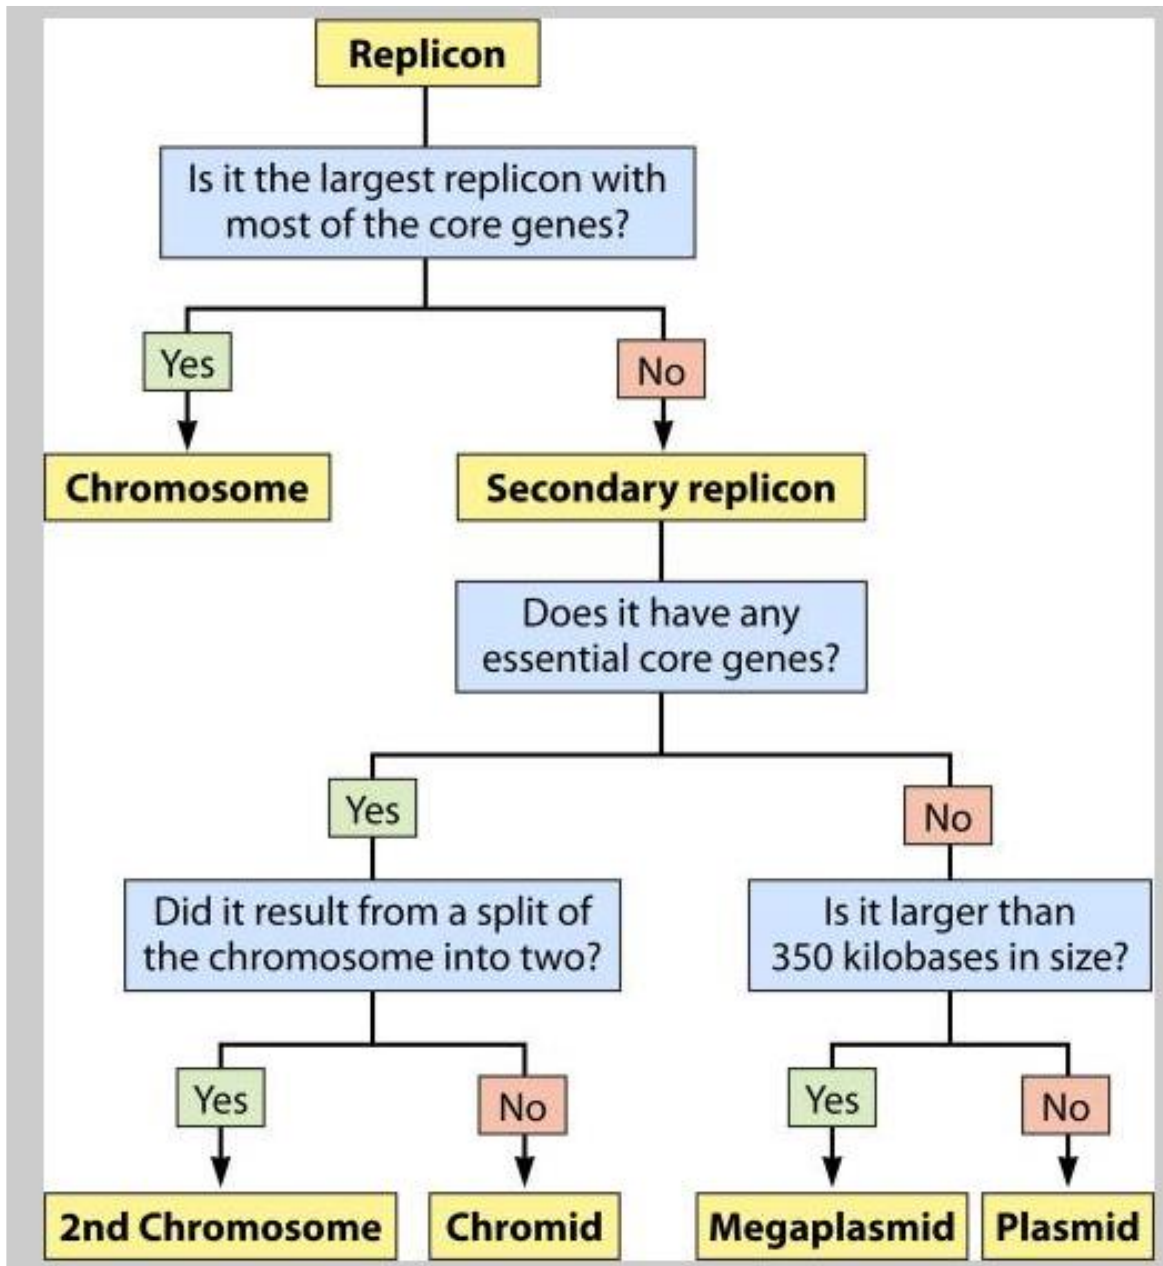 Replicon
Is it the largest replicon with
most of the core genes?
Yes
No
Chromosome
Secondary replicon
Does it have any
essential core genes?
Yes
No
Did it result from a split of
the chromosome into two?
Is it larger than
350 kilobases in size?
Yes
No
Yes
No
2nd Chromosome
Chromid
Megaplasmid
Plasmid